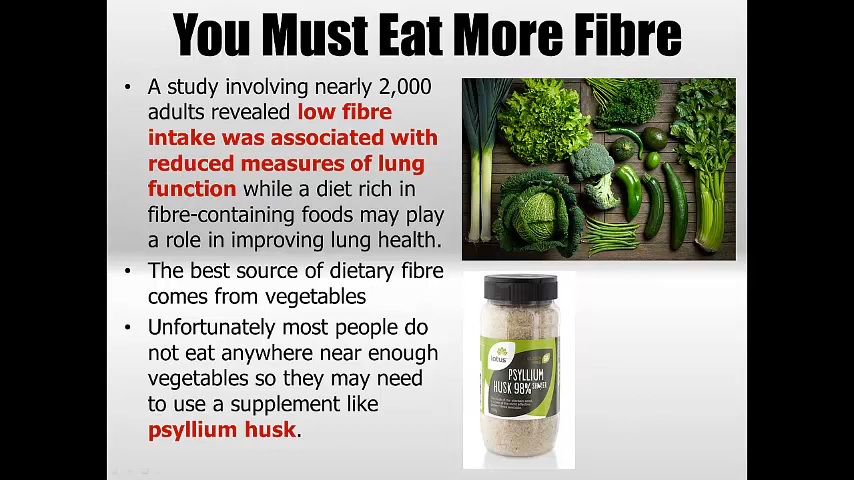 You Must Eat More Fibre
• A study involving nearly 2,000
adults revealed low fibre
intake was associated with
reduced measures of lung
function while a diet rich in
fibre-containing foods may play
a role in improving lung health.
• The best source of dietary fibre
comes from vegetables
• Unfortunately most people do
not eat anywhere near enough
vegetables so they may need
to use a supplement like
psyllium husk.
lotus
PSYLLIUM
HUSK 98%